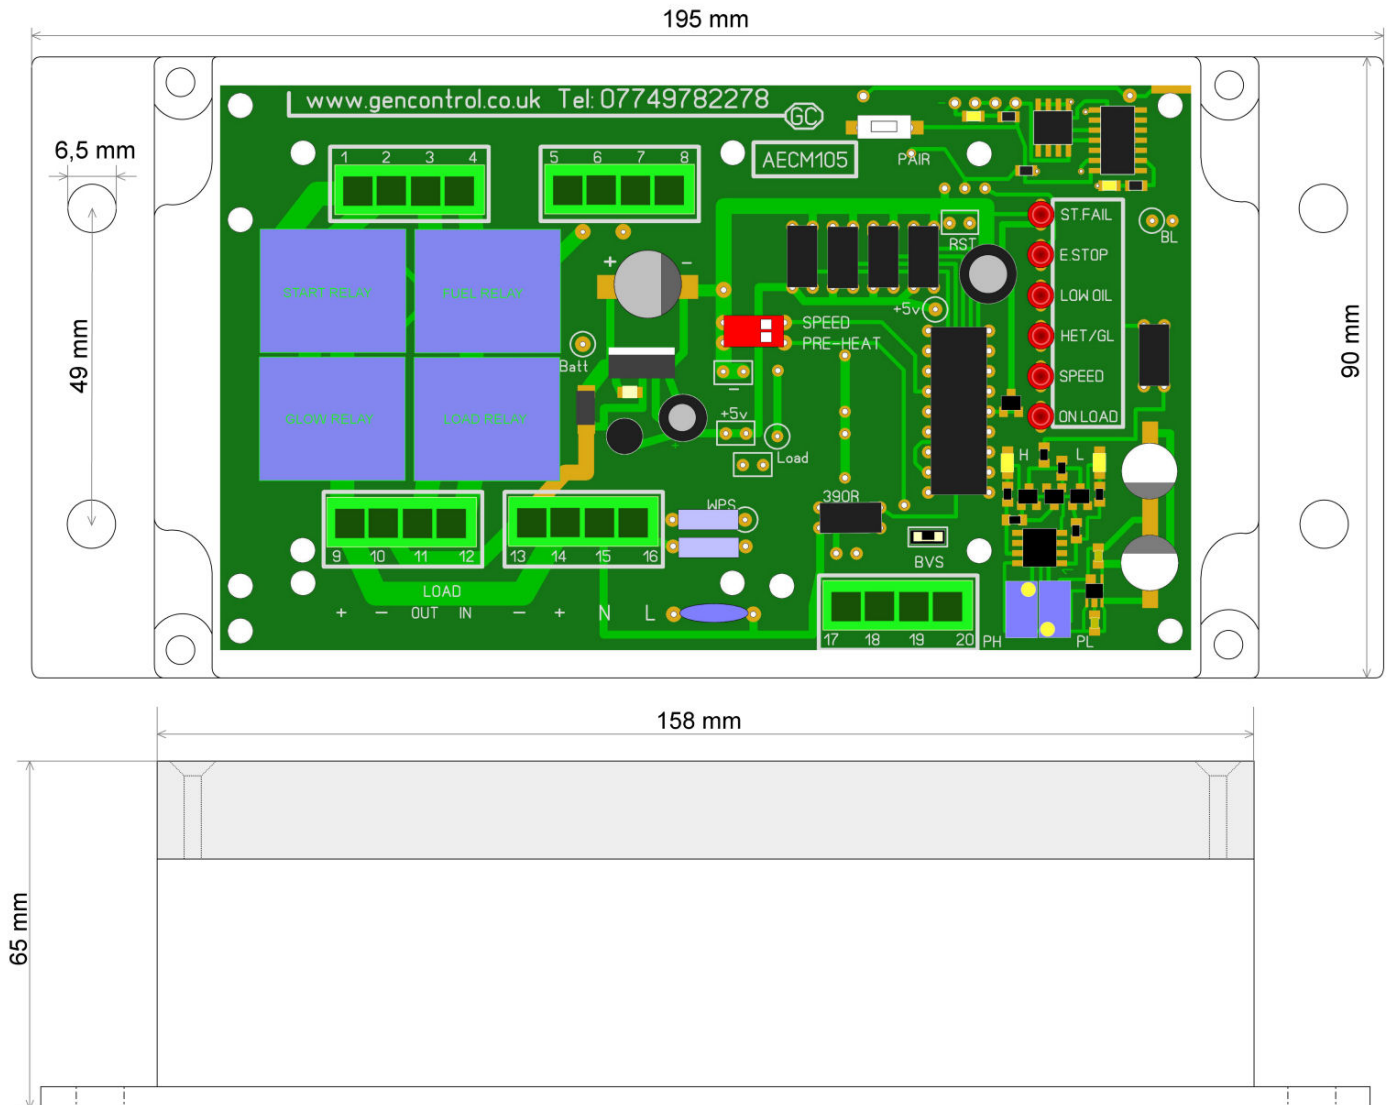 195 mm
www.gencontrol.co.uk Tel: 07749782278
GC
6,5 mm
1 2 3 4
5 6 7 8
AECM105
PAIR
ST.FAIL
BL
RST
E.STOP
+ −
START RELAY FUEL RELAY
LOW OIL
+5v
SPEED
PRE-HEAT
HET/GL
49 mm
90 mm
Batt
SPEED
−
GLOW RELAY LOAD RELAY
+5v
ON LOAD
+
Load
H L
390R
WPS
9 10 11 12
13 14 15 16
BVS
LOAD
+ − OUT IN − + N L
17 18 19 20
PH PL
158 mm
65 mm